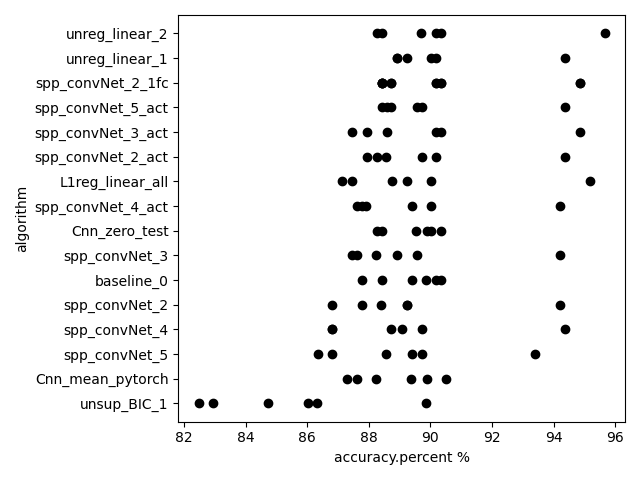 unreg_linear_2
unreg_linear_1
spp_convNet_2_1fc
spp_convNet_5_act
spp_convNet_3_act
spp_convNet_2_act
L1reg_linear_all
spp_convNet_4_act
Cnn_zero_test
spp_convNet_3
baseline_0
spp_convNet_2
spp_convNet_4
spp_convNet_5
Cnn_mean_pytorch
unsup_BIC_1
algorithm
82 84 86 88 90 92 94 96
accuracy.percent %